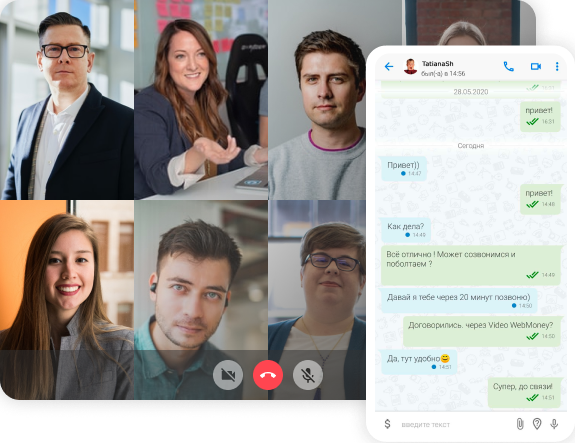 TatianaSh
был(-а) в 14:56
28.05.2020
привет!
16:01
Сегодня
Привет))
14:47
привет!
14:48
Как дела?
14:49
Всё отлично ! Может созвонимся и
поболтаем ?
14:49
Давай я тебе через 20 минут позвоню)
14:50
Договорились. через Video WebMoney?
14:50
Да, тут удобно😊
14:51
Супер, до связи!
14:51
$ введите текст